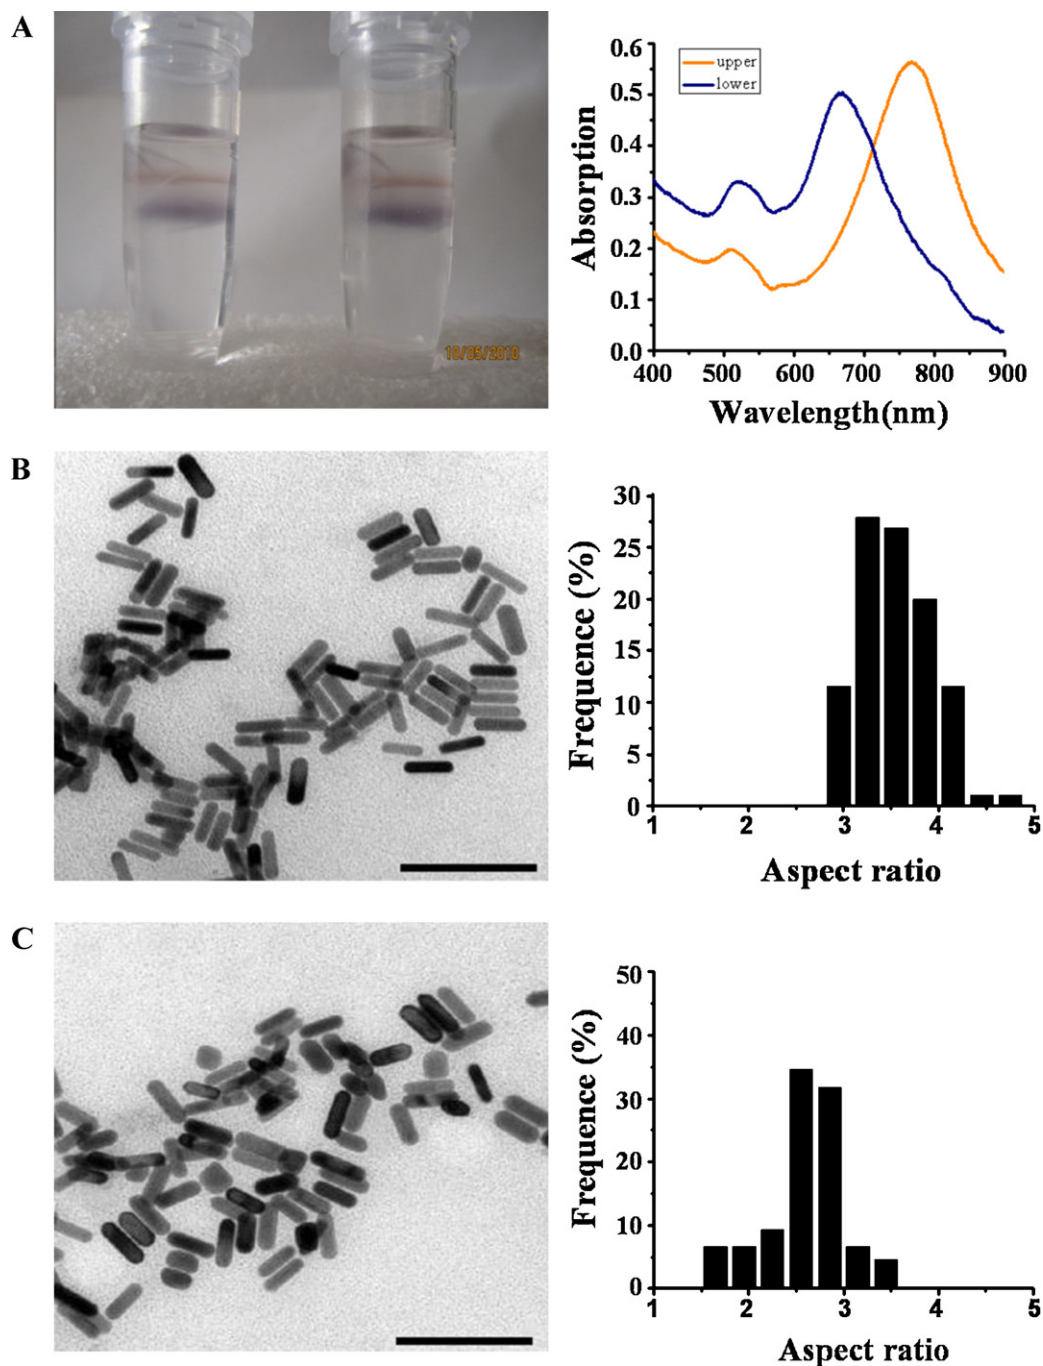 A
10/05/2010
0.6
0.5
0.4
0.3
0.2
0.1
0.0
Absorption
upper
lower
400 500 600 700 800 900
Wavelength(nm)
B
30
25
20
15
10
5
0
Frequence (%)
1 2 3 4 5
Aspect ratio
C
50
40
30
20
10
0
Frequence (%)
1 2 3 4 5
Aspect ratio